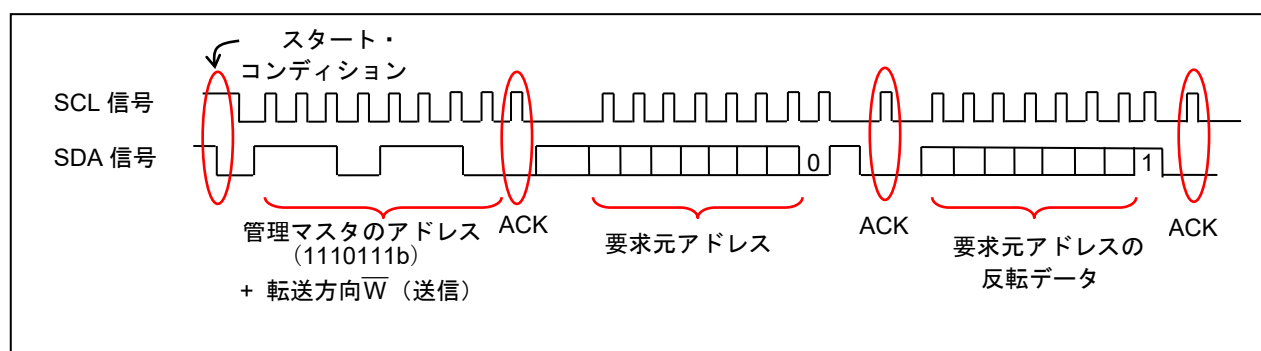 スタート・
コンディション
SCL 信号
SDA 信号
0
1
管理マスタのアドレス
(1110111b)
+ 転送方向W̅(送信)
ACK
要求元アドレス
ACK
要求元アドレスの
反転データ
ACK